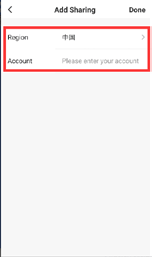 Add Sharing Done
Region 中国
Account Please enter your account